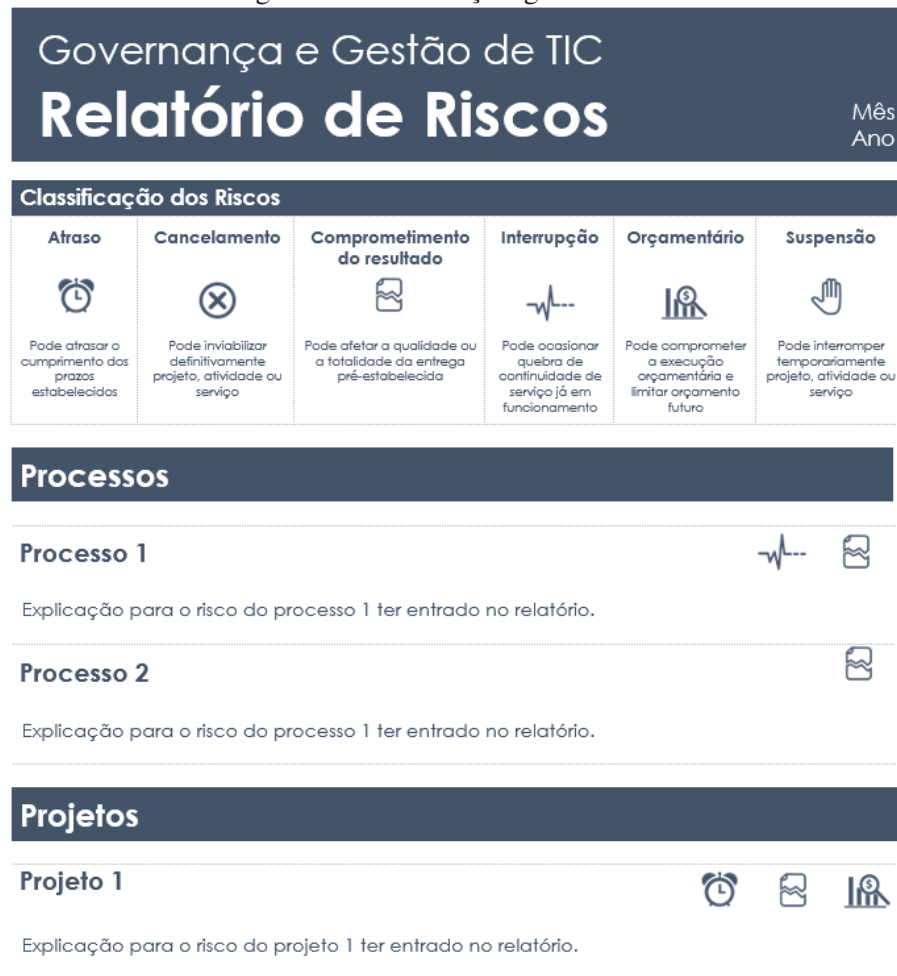 Governança e Gestão de TIC
Relatório de Riscos
Mês
Ano
Classificação dos Riscos
Atraso
Cancelamento
Comprometimento
do resultado
Interrupção
Orçamentário
Suspensão
Pode atrasar o
cumprimento dos
prazos
estabelecidos
Pode inviabilizar
definitivamente
projeto, atividade ou
serviço
Pode afetar a qualidade ou
a totalidade da entrega
pré-estabelecida
Pode ocasionar
quebra de
continuidade de
serviço já em
funcionamento
Pode comprometer
a execução
orçamentária e
limitar orçamento
futuro
Pode interromper
temporariamente
projeto, atividade ou
serviço
Processos
Processo 1
Explicação para o risco do processo 1 ter entrado no relatório.
Processo 2
Explicação para o risco do processo 1 ter entrado no relatório.
Projetos
Projeto 1
Explicação para o risco do projeto 1 ter entrado no relatório.